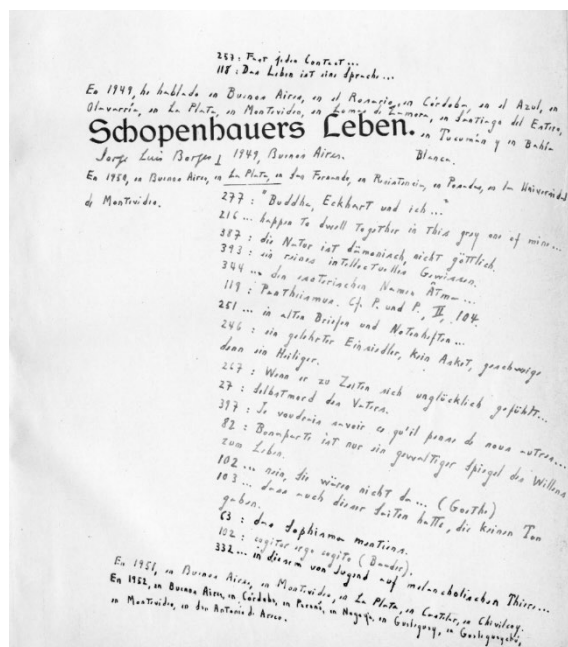 257: Fast jeden Contact...
118: Das Leben ist eine Sprache...
En 1949, he hablado en Buenos Aires, en el Rosario, en Córdoba, en el Azul, en
Olavarría, en La Plata, en Montevideo, en Lomas de Zamora, en Santiago del Estero,
Schopenhauers Leben. en Tucumán y en Bahía
Jorge Luis Borges 1949, Buenos Aires. Blanca.
En 1950, en Buenos Aires, en La Plata, en San Fernando, en Resistencia, en Posadas, en la Universidad
de Montevideo.
277: "Buddha, Eckhart und ich..."
216... happen to dwell together in this grey one of mine...
387: die Natur ist dämonisch, nicht göttlich.
393: ein reines intellectuelles Gewissen.
344... den esoterischen Namen Âtma...
119: Pantheismus. Cf. P. und P., II, 104.
251... in alten Briefen und Notenheften...
246: ein gelehrter Einsiedler, kein Asket, geschweige
denn ein Heiliger.
267: Wenn er zu Zeiten sich unglücklich gefühlt...
27: Selbstmord des Vaters.
397: Je voudrais savoir ce qu'il pense de nous autres...
82: Bonaparte ist nur ein gewaltiger Spiegel des Willens
zum Leben.
102... nein, Sie wären nicht da... (Goethe)
103... dass auch dieser Saiten hatte, die keinen Ton
gaben.
63: das Sophisma mentiens.
102: cogitor ergo cogito (Baader).
332... in diesem von Jugend auf melancholischen Thiere...
En 1951, en Buenos Aires, en Montevideo, en La Plata, en Castelar, en Chivilcoy.
En 1952, en Buenos Aires, en Córdoba, en Paraná, en Nogoyá, en Gualeguay, en Gualeguaychú,
en Montevideo, en San Antonio de Areco.